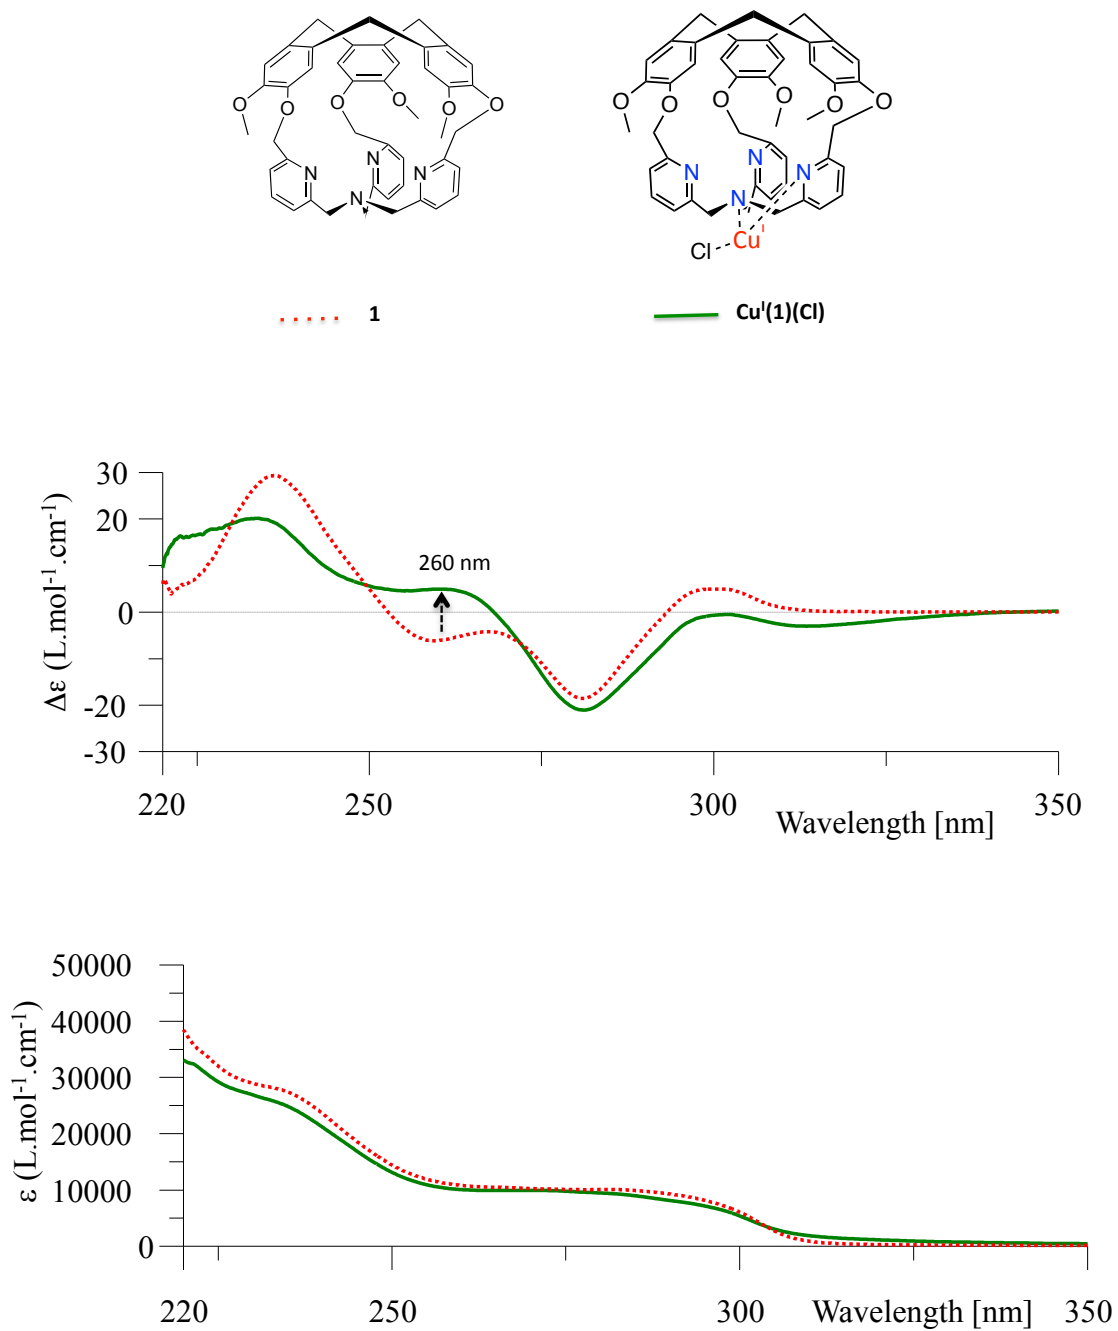 O O O O O O
N N N
N
O O O O O O
N N N
N
Cl Cuᴵ
1 Cuᴵ(1)(Cl)
30
20
0
-20
-30
260 nm
Δε (L.mol⁻¹.cm⁻¹)
220 250 300 350
Wavelength [nm]
50000
40000
30000
20000
10000
0
ε (L.mol⁻¹.cm⁻¹)
220 250 300 Wavelength [nm] 350